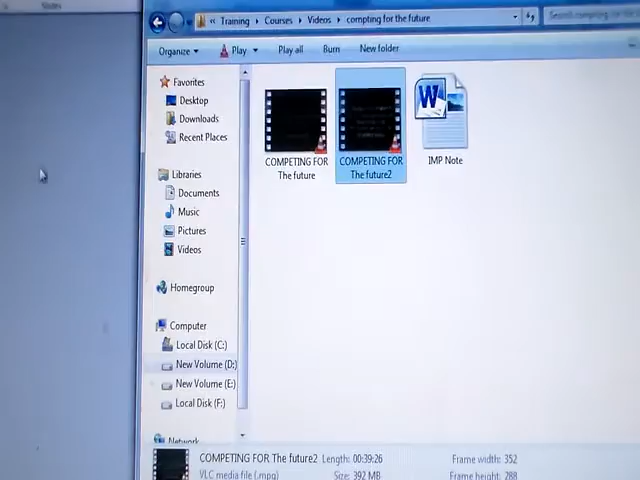 Notes
« Training Courses Videos compting for the future
Organize Play Play all Burn New folder
Favorites
Desktop
Downloads
Recent Places
Libraries
Documents
Music
Pictures
Videos
Homegroup
Computer
Local Disk (C:)
New Volume (D:)
New Volume (E:)
Local Disk (F:)
Network
COMPETING FOR
The future
COMPETING FOR
The future2
W
IMP Note
COMPETING FOR The future2 Length: 00:39:26 Frame width: 352
VLC media file (.mpg) Size: 392 MB Frame height: 288